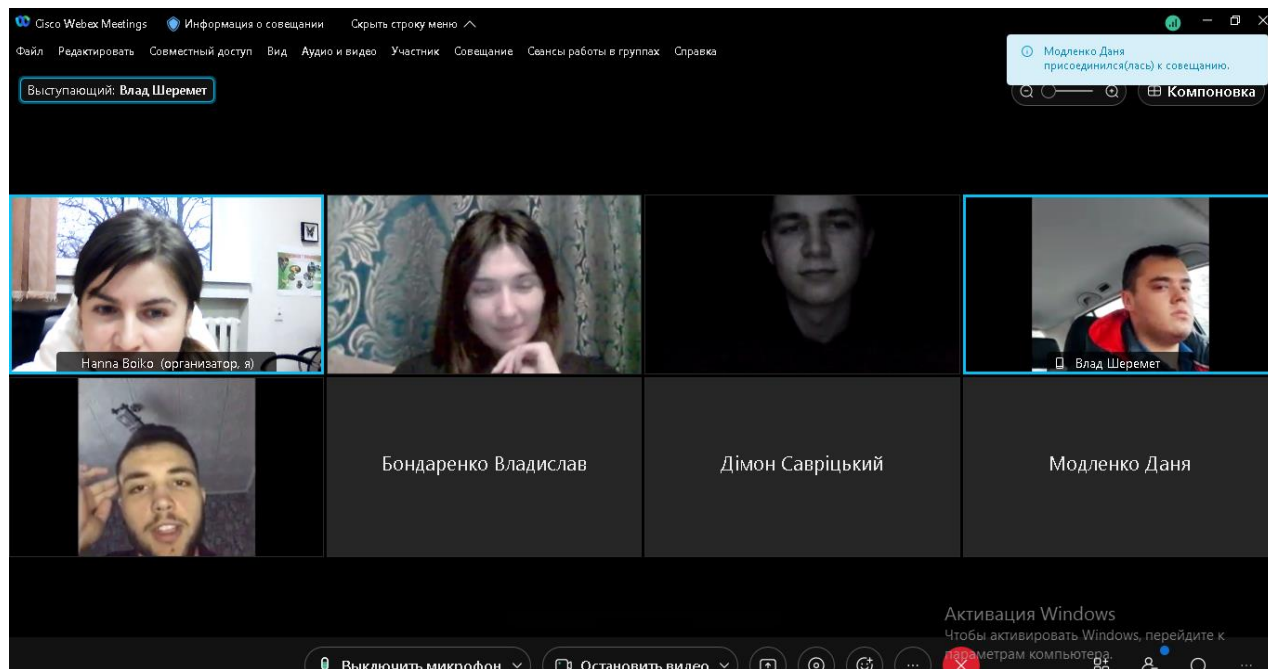 Cisco Webex Meetings Информация о совещании Скрыть строку меню
Файл Редактировать Совместный доступ Вид Аудио и видео Участник Совещание Сеансы работы в группах Справка
Модленко Даня
присоединился(лась) к совещанию.
Выступающий: Влад Шеремет
Компоновка
Hanna Boiko (организатор, я)
Влад Шеремет
Бондаренко Владислав
Дімон Савріцький
Модленко Даня
Активация Windows
Чтобы активировать Windows, перейдите к
параметрам компьютера.
Выключить микрофон Остановить видео